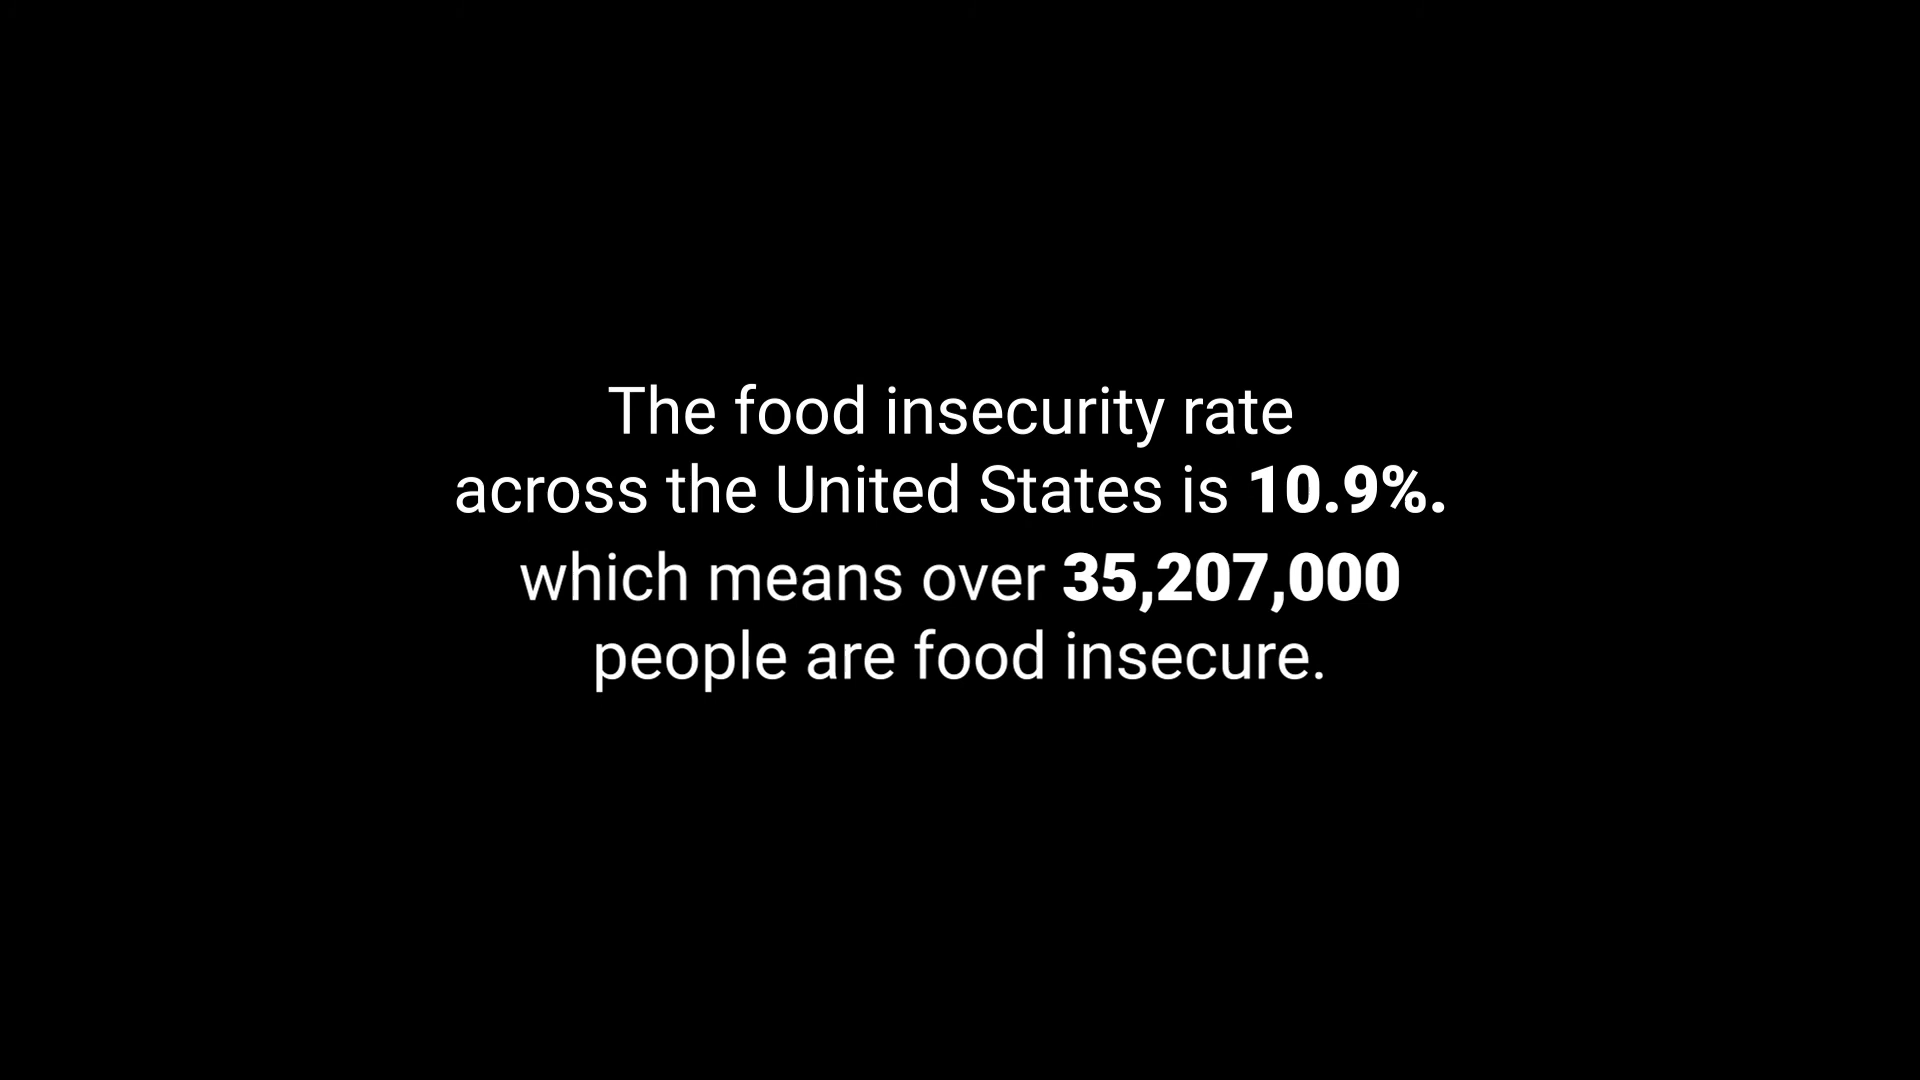 The food insecurity rate
across the United States is 10.9%.
which means over 35,207,000
people are food insecure.